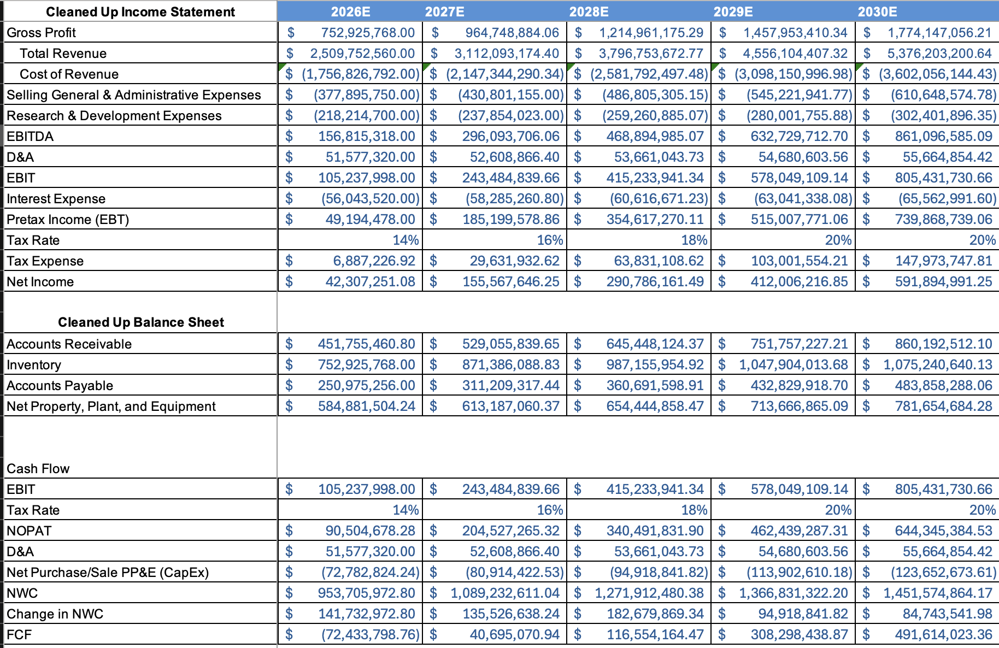 Cleaned Up Income Statement 2026E 2027E 2028E 2029E 2030E
Gross Profit $ 752,925,768.00 $ 964,748,884.06 $ 1,214,961,175.29 $ 1,457,953,410.34 $ 1,774,147,056.21
Total Revenue $ 2,509,752,560.00 $ 3,112,093,174.40 $ 3,796,753,672.77 $ 4,556,104,407.32 $ 5,376,203,200.64
Cost of Revenue $ (1,756,826,792.00) $ (2,147,344,290.34) $ (2,581,792,497.48) $ (3,098,150,996.98) $ (3,602,056,144.43)
Selling General & Administrative Expenses $ (377,895,750.00) $ (430,801,155.00) $ (486,805,305.15) $ (545,221,941.77) $ (610,648,574.78)
Research & Development Expenses $ (218,214,700.00) $ (237,854,023.00) $ (259,260,885.07) $ (280,001,755.88) $ (302,401,896.35)
EBITDA $ 156,815,318.00 $ 296,093,706.06 $ 468,894,985.07 $ 632,729,712.70 $ 861,096,585.09
D&A $ 51,577,320.00 $ 52,608,866.40 $ 53,661,043.73 $ 54,680,603.56 $ 55,664,854.42
EBIT $ 105,237,998.00 $ 243,484,839.66 $ 415,233,941.34 $ 578,049,109.14 $ 805,431,730.66
Interest Expense $ (56,043,520.00) $ (58,285,260.80) $ (60,616,671.23) $ (63,041,338.08) $ (65,562,991.60)
Pretax Income (EBT) $ 49,194,478.00 $ 185,199,578.86 $ 354,617,270.11 $ 515,007,771.06 $ 739,868,739.06
Tax Rate 14% 16% 18% 20% 20%
Tax Expense $ 6,887,226.92 $ 29,631,932.62 $ 63,831,108.62 $ 103,001,554.21 $ 147,973,747.81
Net Income $ 42,307,251.08 $ 155,567,646.25 $ 290,786,161.49 $ 412,006,216.85 $ 591,894,991.25
Cleaned Up Balance Sheet
Accounts Receivable $ 451,755,460.80 $ 529,055,839.65 $ 645,448,124.37 $ 751,757,227.21 $ 860,192,512.10
Inventory $ 752,925,768.00 $ 871,386,088.83 $ 987,155,954.92 $ 1,047,904,013.68 $ 1,075,240,640.13
Accounts Payable $ 250,975,256.00 $ 311,209,317.44 $ 360,691,598.91 $ 432,829,918.70 $ 483,858,288.06
Net Property, Plant, and Equipment $ 584,881,504.24 $ 613,187,060.37 $ 654,444,858.47 $ 713,666,865.09 $ 781,654,684.28
Cash Flow
EBIT $ 105,237,998.00 $ 243,484,839.66 $ 415,233,941.34 $ 578,049,109.14 $ 805,431,730.66
Tax Rate 14% 16% 18% 20% 20%
NOPAT $ 90,504,678.28 $ 204,527,265.32 $ 340,491,831.90 $ 462,439,287.31 $ 644,345,384.53
D&A $ 51,577,320.00 $ 52,608,866.40 $ 53,661,043.73 $ 54,680,603.56 $ 55,664,854.42
Net Purchase/Sale PP&E (CapEx) $ (72,782,824.24) $ (80,914,422.53) $ (94,918,841.82) $ (113,902,610.18) $ (123,652,673.61)
NWC $ 953,705,972.80 $ 1,089,232,611.04 $ 1,271,912,480.38 $ 1,366,831,322.20 $ 1,451,574,864.17
Change in NWC $ 141,732,972.80 $ 135,526,638.24 $ 182,679,869.34 $ 94,918,841.82 $ 84,743,541.98
FCF $ (72,433,798.76) $ 40,695,070.94 $ 116,554,164.47 $ 308,298,438.87 $ 491,614,023.36